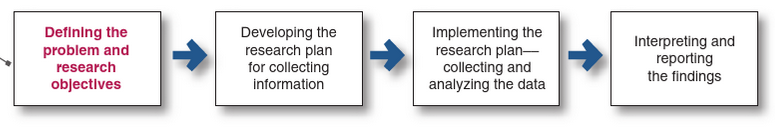 Defining the
problem and
research
objectives
Developing the
research plan
for collecting
information
Implementing the
research plan—
collecting and
analyzing the data
Interpreting and
reporting
the findings